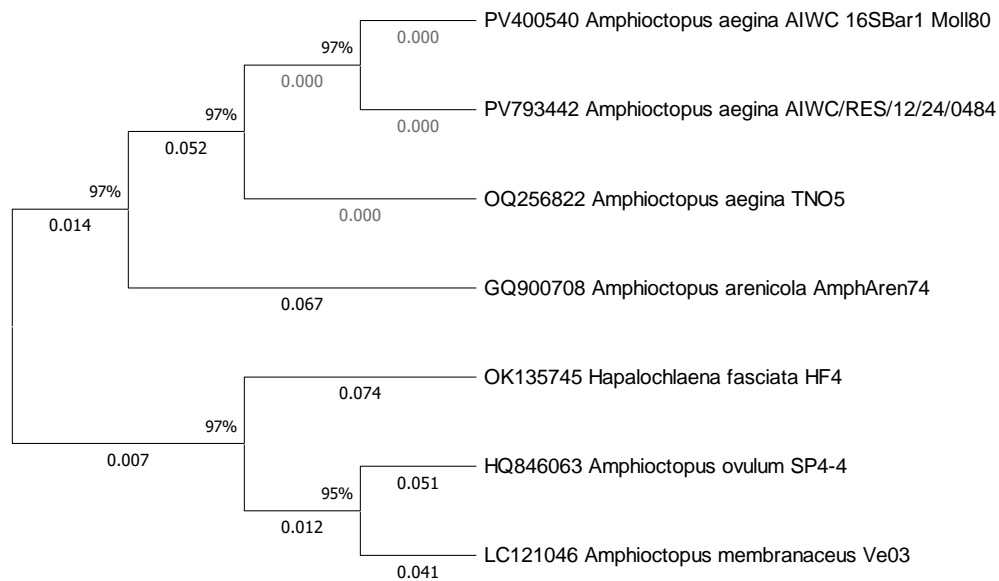 PV400540 Amphioctopus aegina AIWC 16SBar1 Moll80
97%
0.000
0.000
PV793442 Amphioctopus aegina AIWC/RES/12/24/0484
97%
0.000
0.052
97%
OQ256822 Amphioctopus aegina TNO5
0.000
0.014
GQ900708 Amphioctopus arenicola AmphAren74
0.067
OK135745 Hapalochlaena fasciata HF4
0.074
97%
0.007
HQ846063 Amphioctopus ovulum SP4-4
0.051
95%
0.012
LC121046 Amphioctopus membranaceus Ve03
0.041